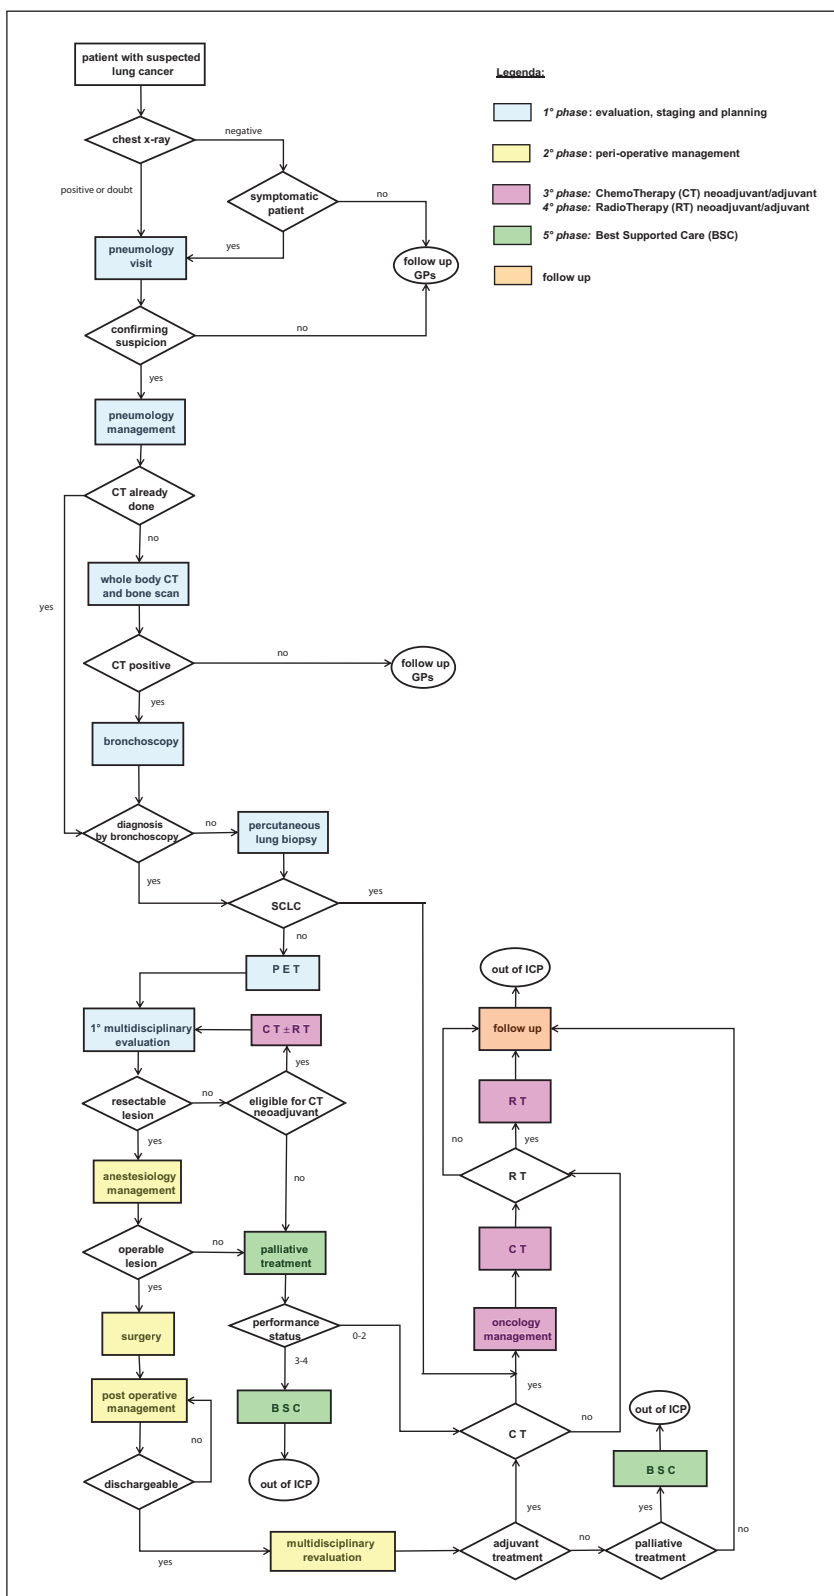 patient with suspected
lung cancer
Legenda:
1° phase: evaluation, staging and planning
2° phase: peri-operative management
3° phase: ChemoTherapy (CT) neoadjuvant/adjuvant
4° phase: RadioTherapy (RT) neoadjuvant/adjuvant
5° phase: Best Supported Care (BSC)
follow up
chest x-ray
negative
positive or doubt
symptomatic
patient
no
yes
pneumology
visit
follow up
GPs
confirming
suspicion
no
yes
pneumology
management
CT already
done
no
yes
whole body CT
and bone scan
CT positive
no
follow up
GPs
yes
bronchoscopy
diagnosis
by bronchoscopy
no
percutaneous
lung biopsy
yes
SCLC
yes
no
P E T
1° multidisciplinary
evaluation
C T ± R T
yes
resectable
lesion
no
eligible for CT
neoadjuvant
yes
no
anestesiology
management
operable
lesion
no
palliative
treatment
yes
performance
status
0-2
3-4
surgery
post operative
management
no
B S C
out of ICP
dischargeable
yes
multidisciplinary
revaluation
out of ICP
follow up
R T
no
yes
R T
C T
oncology
management
yes
C T
no
yes
adjuvant
treatment
no
palliative
treatment
yes
no
B S C
out of ICP